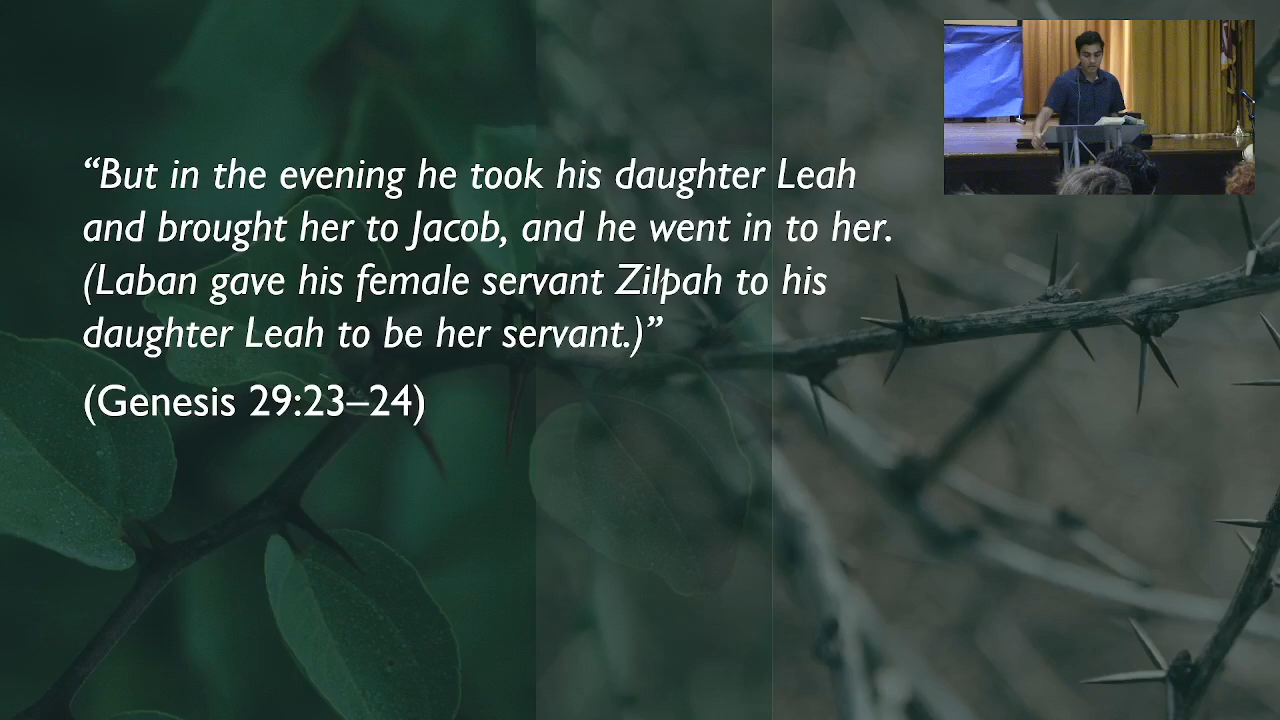 “But in the evening he took his daughter Leah
and brought her to Jacob, and he went in to her.
(Laban gave his female servant Zilpah to his
daughter Leah to be her servant.)”
(Genesis 29:23–24)